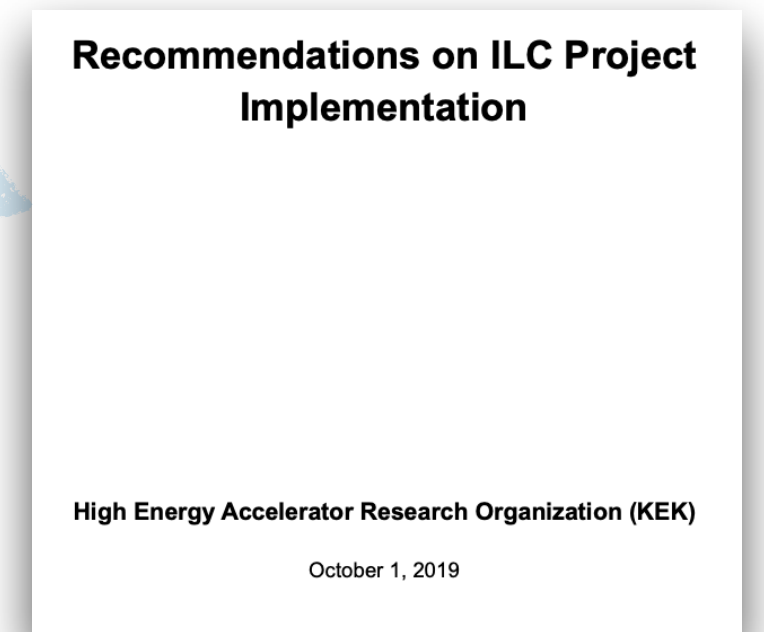 Recommendations on ILC Project
Implementation
High Energy Accelerator Research Organization (KEK)
October 1, 2019